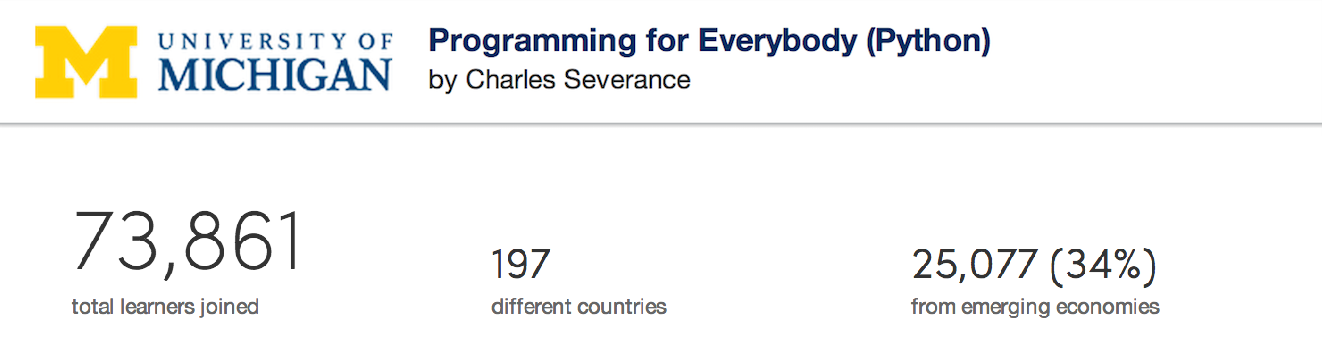 UNIVERSITY OF
MICHIGAN
Programming for Everybody (Python)
by Charles Severance
73,861
total learners joined
197
different countries
25,077 (34%)
from emerging economies